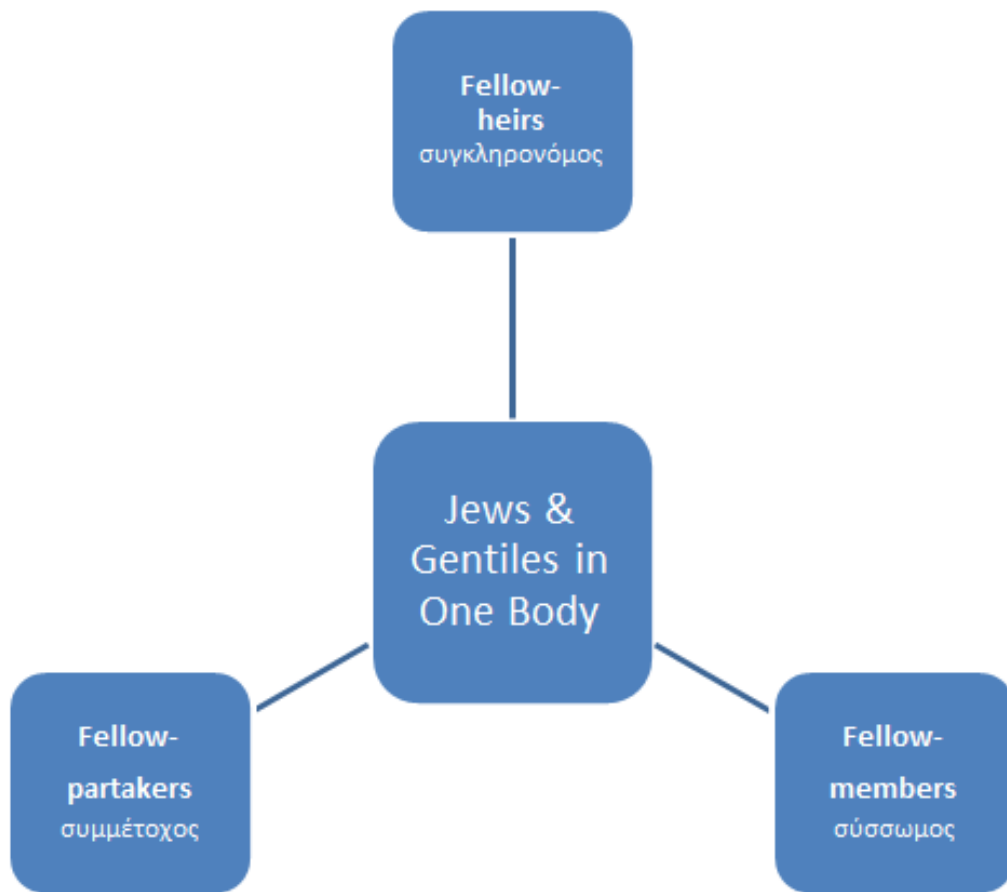 Fellow-
heirs
συγκληρονόμος
Jews &
Gentiles in
One Body
Fellow-
partakers
συμμέτοχος
Fellow-
members
σύσσωμος